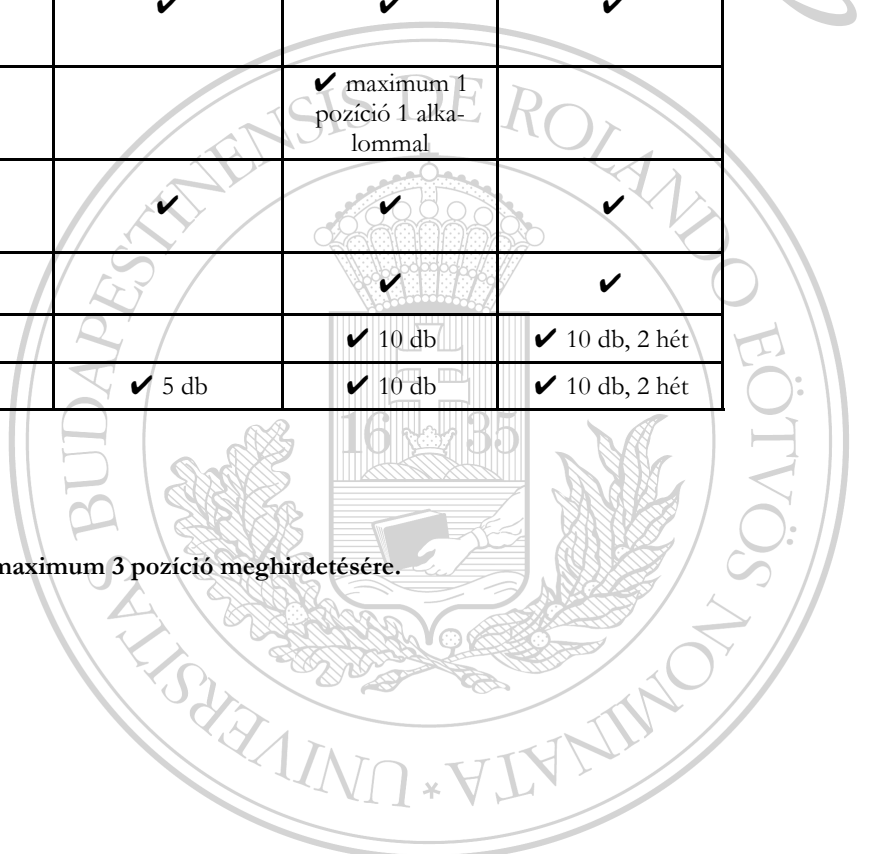 ✔ ✔ ✔
✔ maximum 1
pozíció 1 alka-
lommal
✔ ✔ ✔
✔ ✔
✔ 10 db ✔ 10 db, 2 hét
✔ 5 db ✔ 10 db ✔ 10 db, 2 hét
maximum 3 pozíció meghirdetésére.
UNIVERSITAS BUDAPESTINENSIS DE ROLANDO EÖTVÖS NOMINATA *
16 35